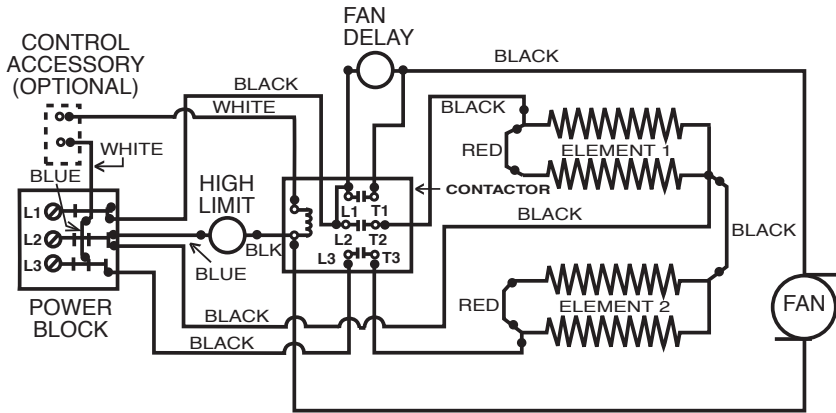 FAN
DELAY
CONTROL
ACCESSORY
(OPTIONAL)
BLACK
BLACK
WHITE
BLACK
WHITE
RED
ELEMENT 1
BLUE
HIGH
LIMIT
CONTACTOR
L1
L1
T1
BLACK
L2
BLK
L2
T2
BLACK
L3
BLUE
L3
T3
POWER
BLOCK
RED
ELEMENT 2
FAN
BLACK
BLACK